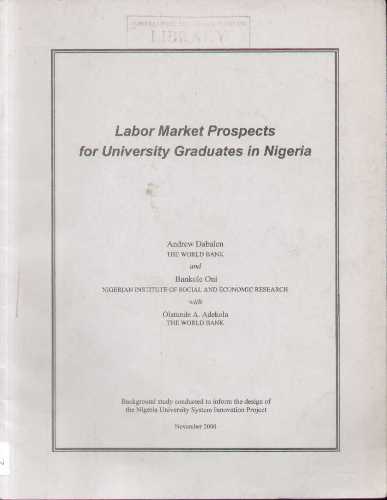 LIBRARY
Labor Market Prospects
for University Graduates in Nigeria
Andrew Dabalen
THE WORLD BANK
and
Bankole Oni
NIGERIAN INSTITUTE OF SOCIAL AND ECONOMIC RESEARCH
with
Olatunde A. Adekola
THE WORLD BANK
Background study conducted to inform the design of
the Nigeria University System Innovation Project
November 2000